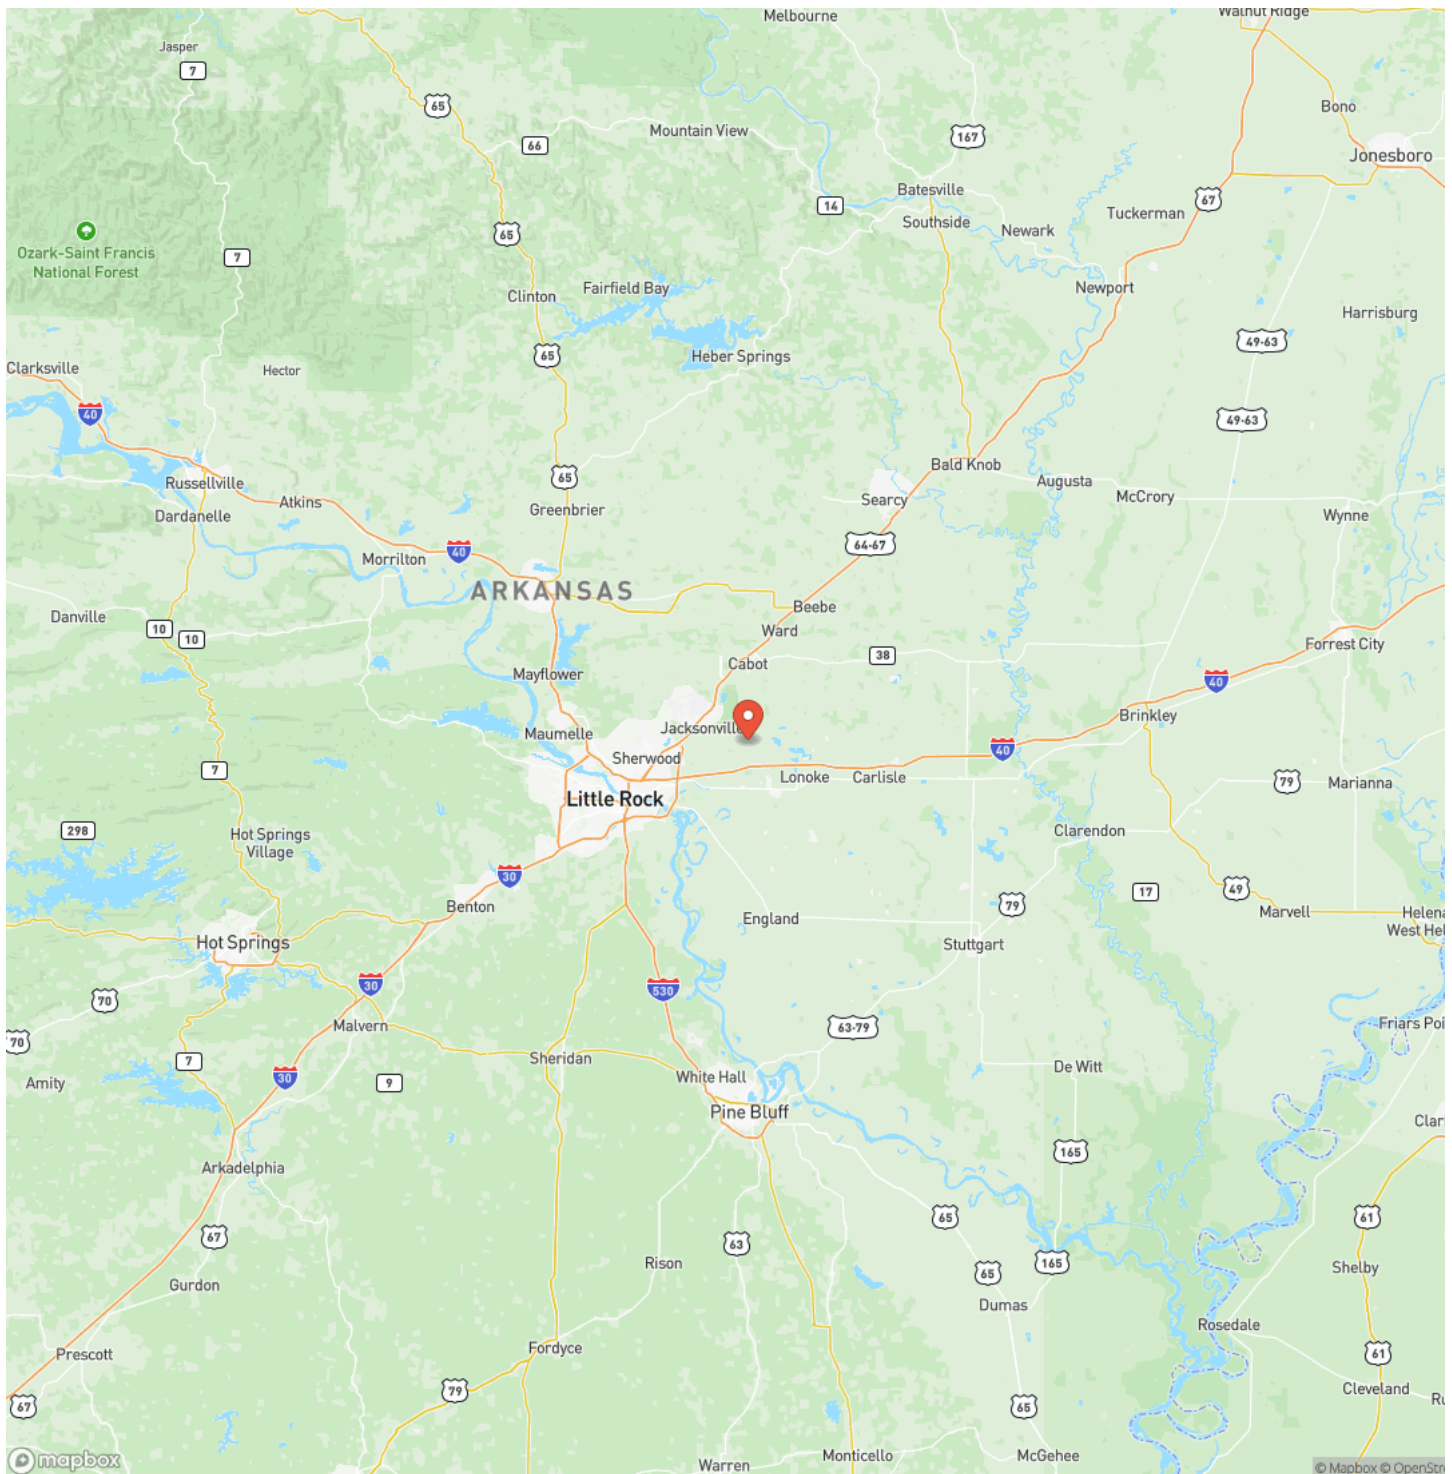 Melbourne
Walnut Ridge
Jasper
7
65
Bono
167
Mountain View
66
Jonesboro
Batesville
14
67
Tuckerman
Southside
Newark
65
Ozark-Saint Francis
National Forest
7
Clinton
Fairfield Bay
Newport
Harrisburg
49-63
65
Heber Springs
Clarksville
Hector
40
49-63
Bald Knob
65
Augusta
Russellville
McCrory
Atkins
Searcy
Greenbrier
Wynne
Dardanelle
64-67
40
Morrilton
ARKANSAS
Beebe
Danville
10
Ward
10
Forrest City
38
Cabot
Mayflower
40
Brinkley
Jacksonville
Maumelle
40
Sherwood
7
Lonoke
Carlisle
79
Marianna
Little Rock
298
Hot Springs
Village
Clarendon
30
49
17
Benton
79
Marvell
Helena
West Hel
England
Hot Springs
Stuttgart
30
530
70
Malvern
63-79
Friars Poi
70
Sheridan
7
De Witt
30
White Hall
Amity
9
Pine Bluff
Clar
165
Arkadelphia
65
61
67
63
Rison
165
Shelby
65
Gurdon
Dumas
Rosedale
Fordyce
Prescott
61
79
Cleveland
Ru
67
65
Monticello
McGehee
Warren
mapbox
© Mapbox © OpenStre